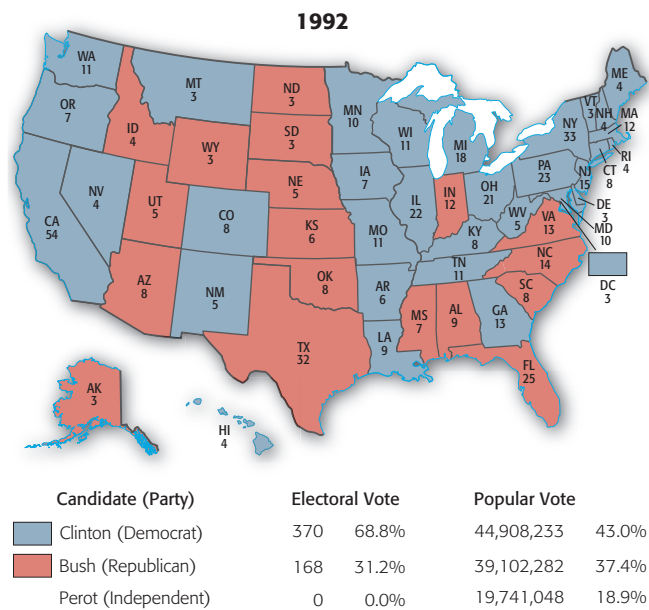 1992
WA
11
OR
7
CA
54
NV
4
ID
4
MT
3
WY
3
UT
5
AZ
8
CO
8
NM
5
ND
3
SD
3
NE
5
KS
6
OK
8
TX
32
MN
10
IA
7
MO
11
AR
6
LA
9
WI
11
IL
22
MI
18
IN
12
OH
21
KY
8
TN
11
MS
7
AL
9
GA
13
FL
25
SC
8
NC
14
VA
13
WV
5
PA
23
NY
33
VT
3
NH
4
ME
4
MA
12
RI
4
CT
8
NJ
15
DE
3
MD
10
DC
3
AK
3
HI
4
Candidate (Party) Electoral Vote Popular Vote
Clinton (Democrat) 370 68.8% 44,908,233 43.0%
Bush (Republican) 168 31.2% 39,102,282 37.4%
Perot (Independent) 0 0.0% 19,741,048 18.9%